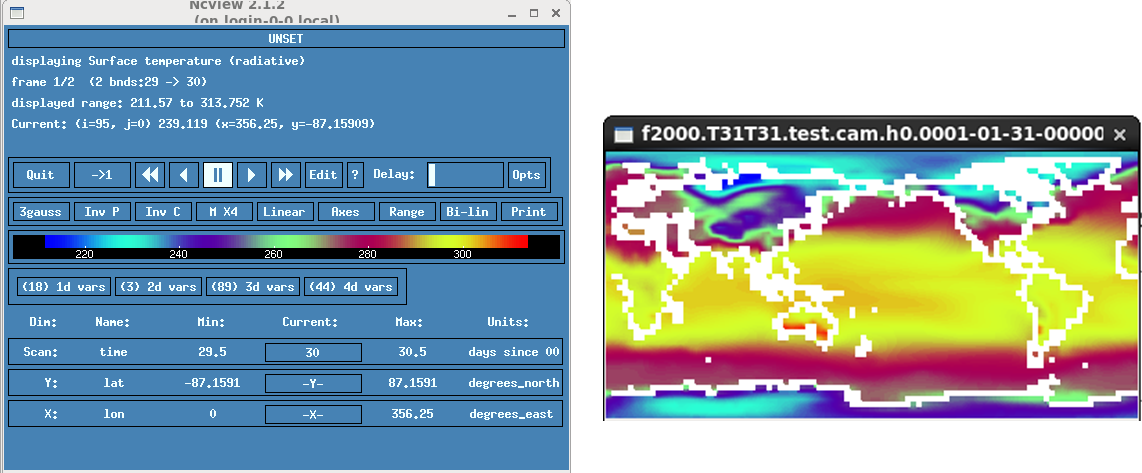 Ncview 2.1.2
(on login-0-0.local)
UNSET
displaying Surface temperature (radiative)
frame 1/2 (2 bnds:29 -> 30)
displayed range: 211.57 to 313.752 K
Current: (i=95, j=0) 239.119 (x=356.25, y=-87.15909)
Quit ->1 Edit ? Delay: Opts
3gauss Inv P Inv C M X4 Linear Axes Range Bi-lin Print
220 240 260 280 300
(18) 1d vars (3) 2d vars (89) 3d vars (44) 4d vars
Dim: Name: Min: Current: Max: Units:
Scan: time 29.5 30 30.5 days since 00
Y: lat -87.1591 -Y- 87.1591 degrees_north
X: lon 0 -X- 356.25 degrees_east
f2000.T31T31.test.cam.h0.0001-01-31-00000